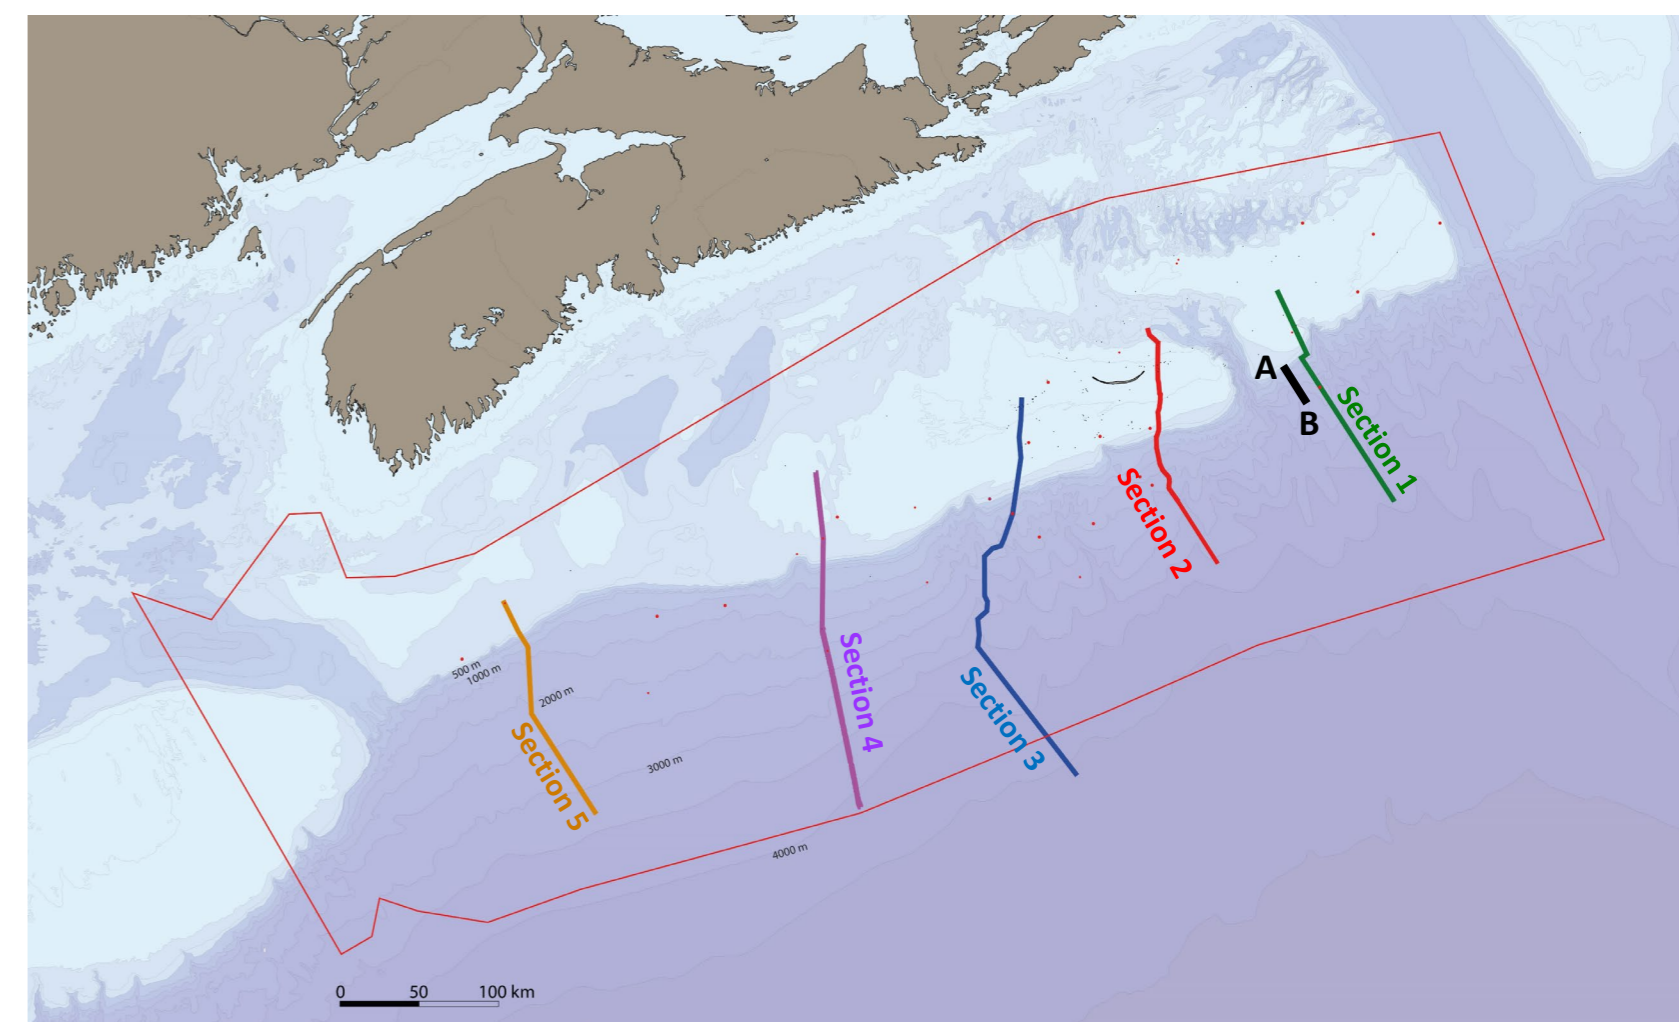 A
B
Section 1
Section 2
Section 3
Section 4
Section 5
500 m
1000 m
2000 m
3000 m
4000 m
0 50 100 km